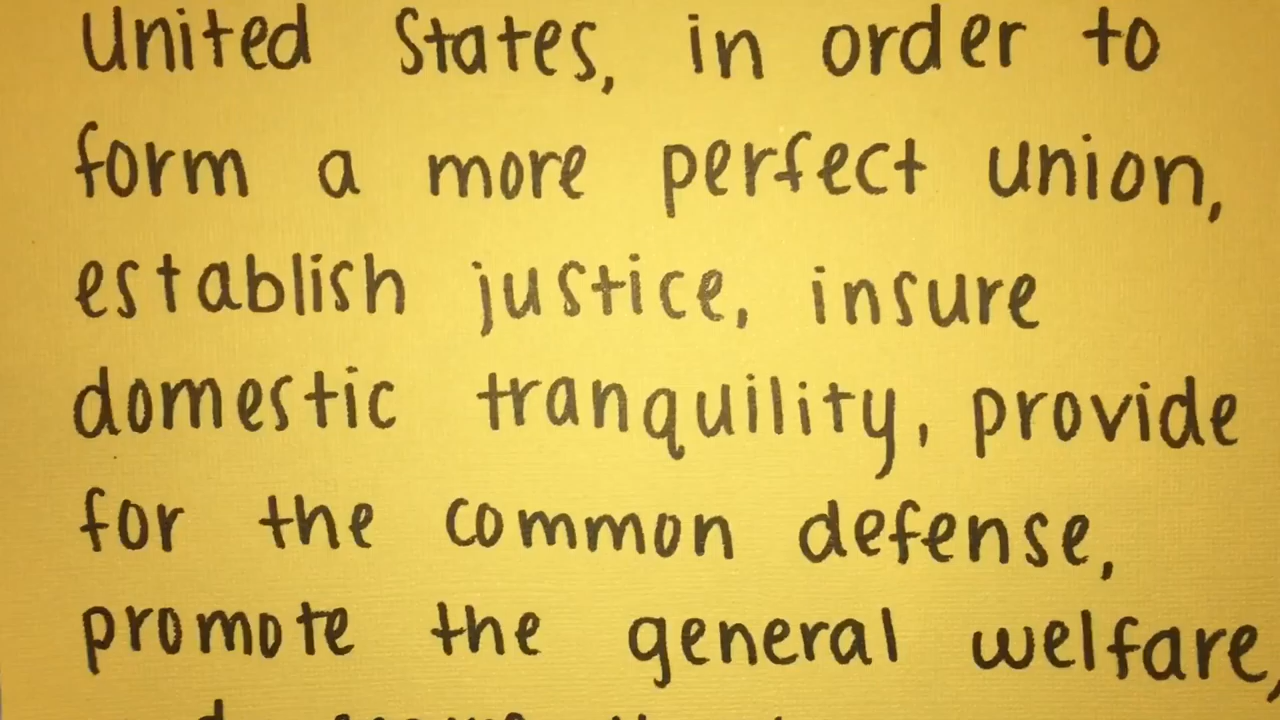 United States, in order to
form a more perfect union,
establish justice, insure
domestic tranquility, provide
for the common defense,
promote the general welfare,